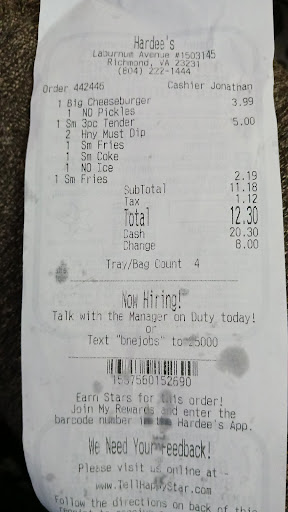 Hardee's
Laburnum Avenue #1503145
Richmond, VA 23231
(804) 222-1444
Order 442446 Cashier Jonathan
1 Big Cheeseburger 3.99
1 NO Pickles
1 Sm 3pc Tender 5.00
2 Hny Must Dip
1 Sm Fries
1 Sm Coke
1 NO Ice
1 Sm Fries 2.19
SubTotal 11.18
Tax 1.12
Total 12.30
Cash 20.30
Change 8.00
Tray/Bag Count 4
Now Hiring!
Talk with the Manager on Duty today!
or
Text "bnejobs" to 25000
1587560152690
Earn Stars for this order!
Join My Rewards and enter the
barcode number in the Hardee's App.
We Need Your Feedback!
Please visit us online at
www.TellHappyStar.com
Follow the directions on back of this